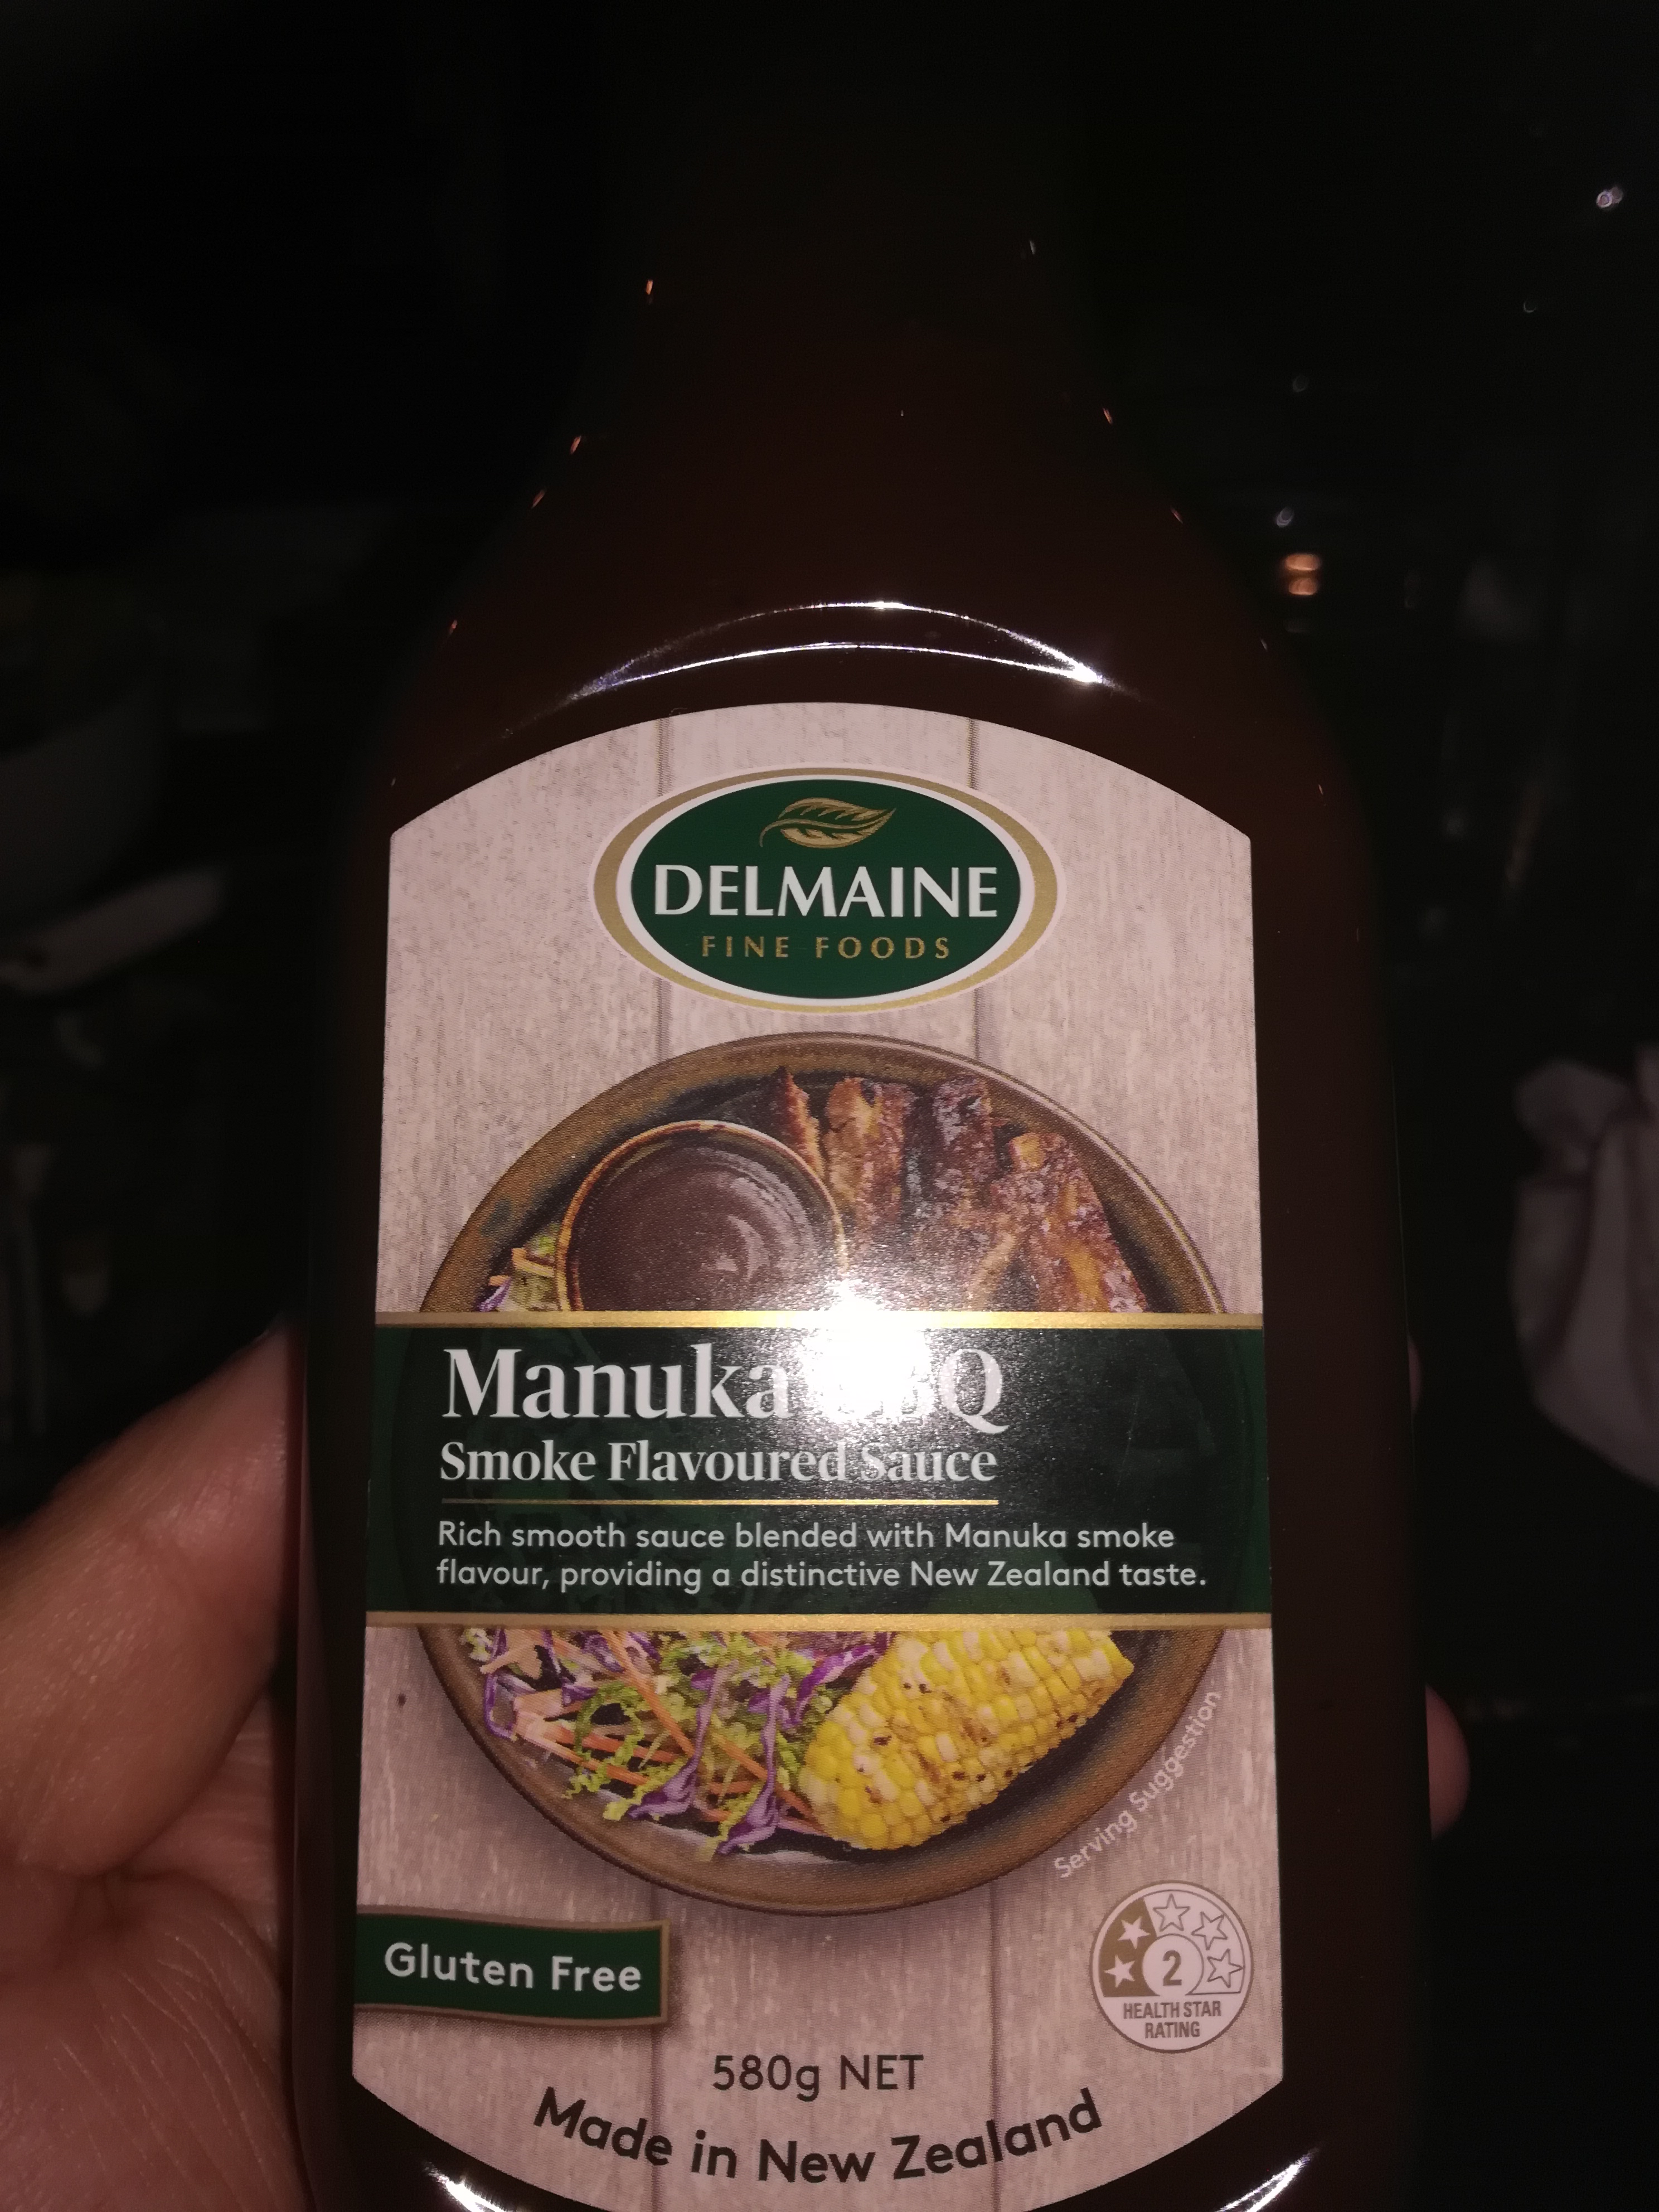 DELMAINE
FINE FOODS
Manuka BBQ
Smoke Flavoured Sauce
Rich smooth sauce blended with Manuka smoke
flavour, providing a distinctive New Zealand taste.
Serving Suggestion
Gluten Free
2
HEALTH STAR
RATING
580g NET
Made in New Zealand